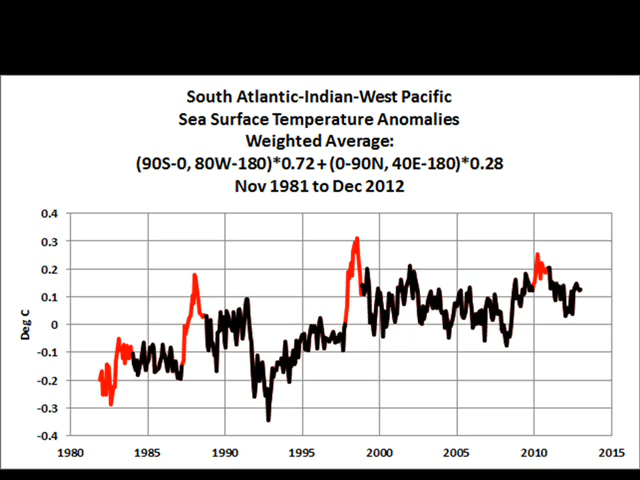 South Atlantic-Indian-West Pacific
Sea Surface Temperature Anomalies
Weighted Average:
(90S-0, 80W-180)*0.72+(0-90N, 40E-180)*0.28
Nov 1981 to Dec 2012
0.4
0.3
0.2
0.1
0
-0.1
-0.2
-0.3
-0.4
Deg C
1980 1985 1990 1995 2000 2005 2010 2015